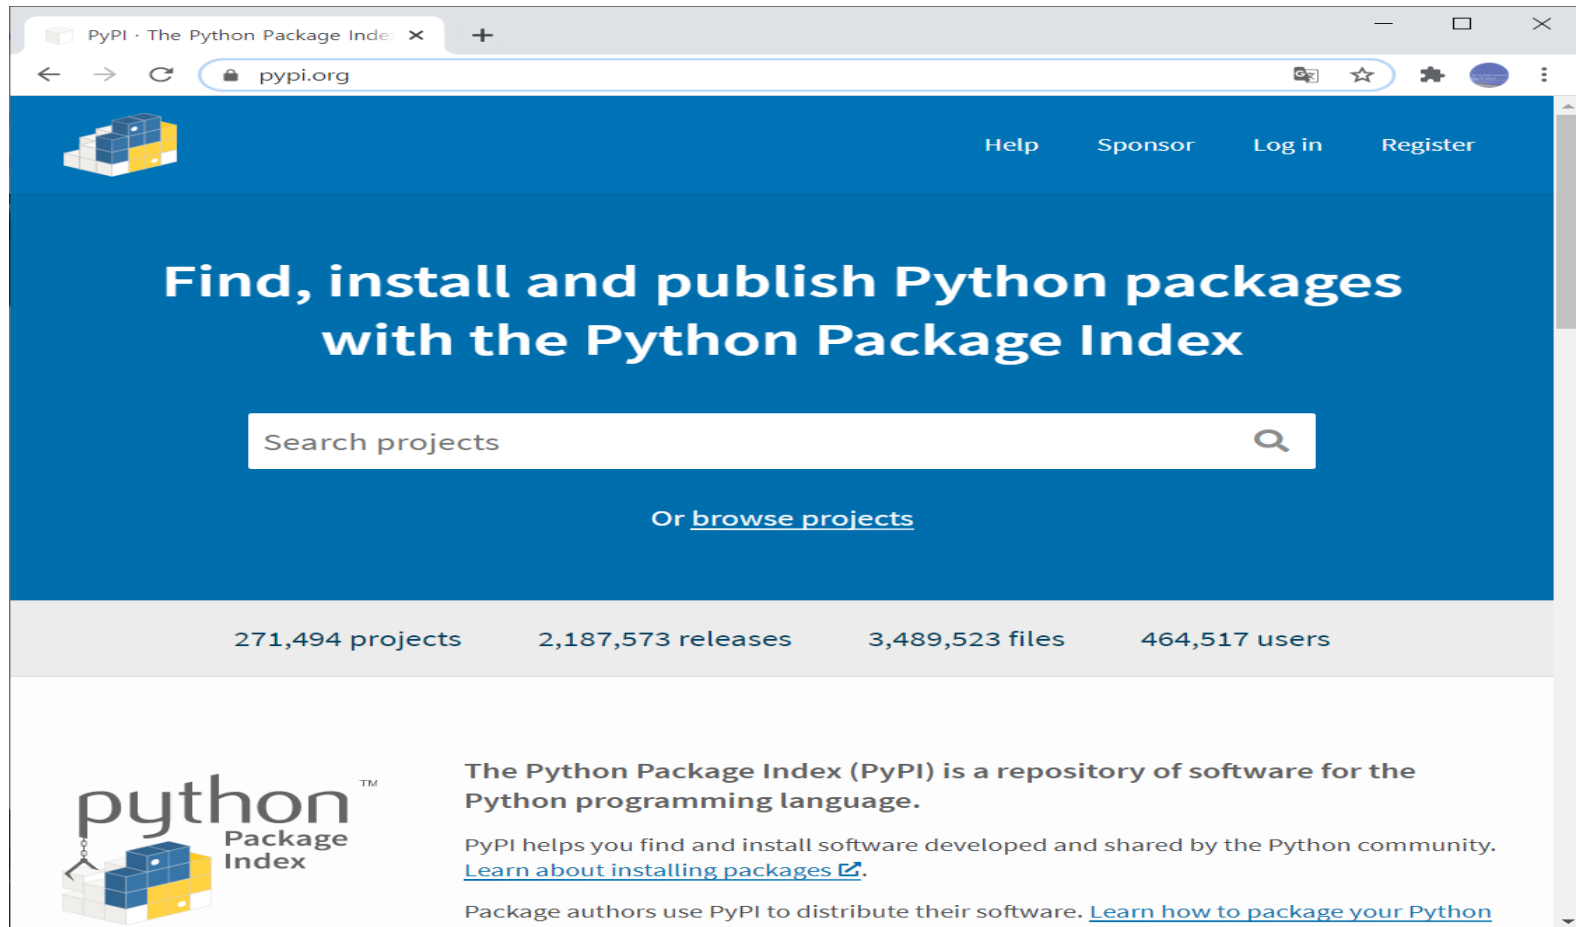 PyPI · The Python Package Inde
pypi.org
Help Sponsor Log in Register
Find, install and publish Python packages
with the Python Package Index
Search projects
Or browse projects
271,494 projects 2,187,573 releases 3,489,523 files 464,517 users
python™
Package
Index
The Python Package Index (PyPI) is a repository of software for the
Python programming language.
PyPI helps you find and install software developed and shared by the Python community.
Learn about installing packages.
Package authors use PyPI to distribute their software. Learn how to package your Python